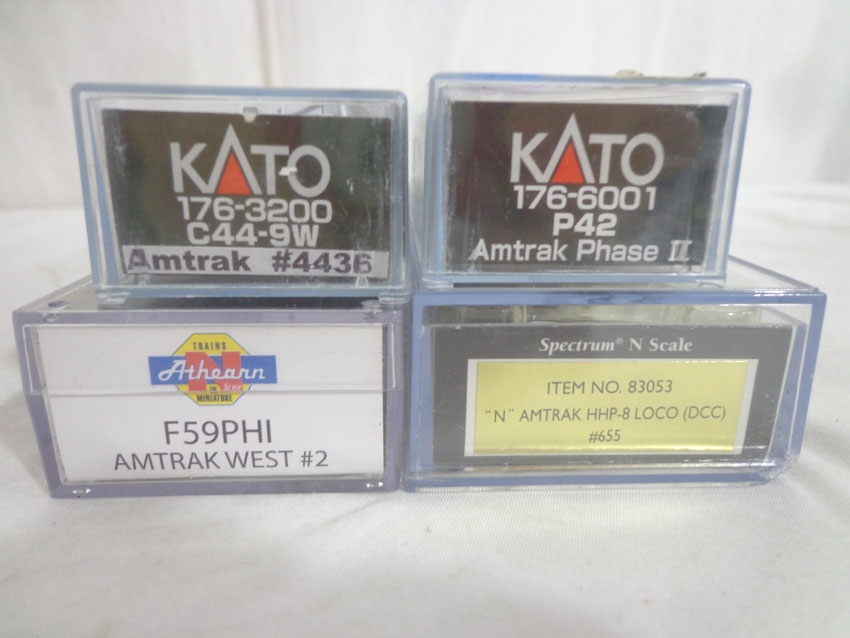 KATO
176-3200
C44-9W
Amtrak #4436
KATO
176-6001
P42
Amtrak Phase II
TRAINS
N
Athearn
Scale
IN
MINIATURE
F59PHI
AMTRAK WEST #2
Spectrum® N Scale
ITEM NO. 83053
"N" AMTRAK HHP-8 LOCO (DCC)
#655